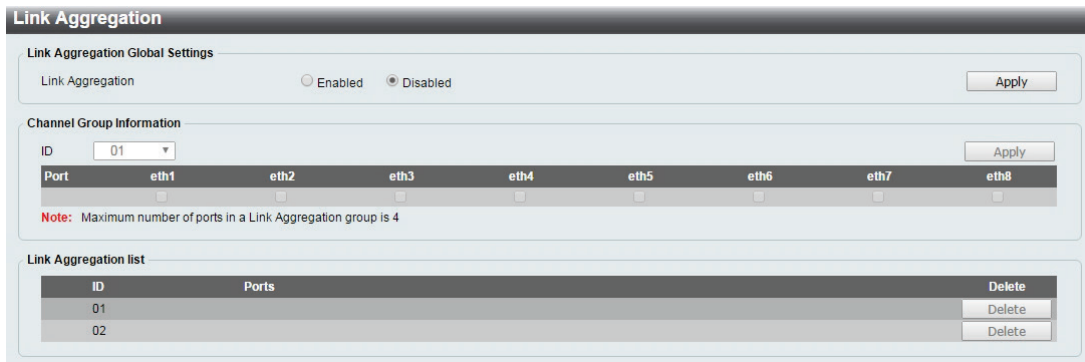 Link Aggregation
Link Aggregation Global Settings
Link Aggregation Enabled Disabled Apply
Channel Group Information
ID 01 Apply
Port eth1 eth2 eth3 eth4 eth5 eth6 eth7 eth8
Note: Maximum number of ports in a Link Aggregation group is 4
Link Aggregation list
ID Ports Delete
01 Delete
02 Delete